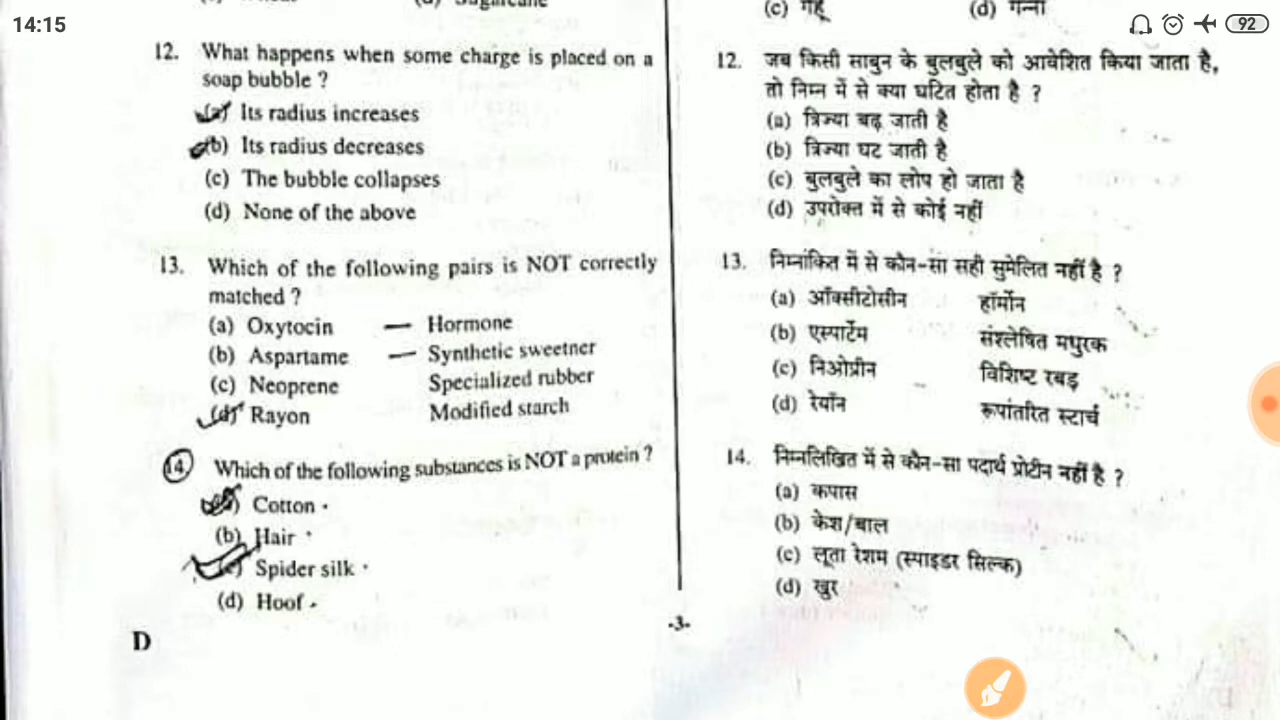 14:15
92
Sugarcane
(c) गेहूँ (d) गन्ना
12. What happens when some charge is placed on a
soap bubble ?
(a) Its radius increases
(b) Its radius decreases
(c) The bubble collapses
(d) None of the above
13. Which of the following pairs is NOT correctly
matched ?
(a) Oxytocin — Hormone
(b) Aspartame — Synthetic sweetner
(c) Neoprene Specialized rubber
(d) Rayon Modified starch
14. Which of the following substances is NOT a protein ?
(a) Cotton
(b) Hair
(c) Spider silk
(d) Hoof
D
-3-
12. जब किसी साबुन के बुलबुले को आवेशित किया जाता है,
तो निम्न में से क्या घटित होता है ?
(a) त्रिज्या बढ़ जाती है
(b) त्रिज्या घट जाती है
(c) बुलबुले का लोप हो जाता है
(d) उपरोक्त में से कोई नहीं
13. निम्नांकित में से कौन-सा सही सुमेलित नहीं है ?
(a) ऑक्सीटोसीन हॉर्मोन
(b) एस्पार्टेम संश्लेषित मधुरक
(c) निओप्रीन विशिष्ट रबड़
(d) रेयॉन रूपांतरित स्टार्च
14. निम्नलिखित में से कौन-सा पदार्थ प्रोटीन नहीं है ?
(a) कपास
(b) केश/बाल
(c) लूता रेशम (स्पाइडर सिल्क)
(d) खुर